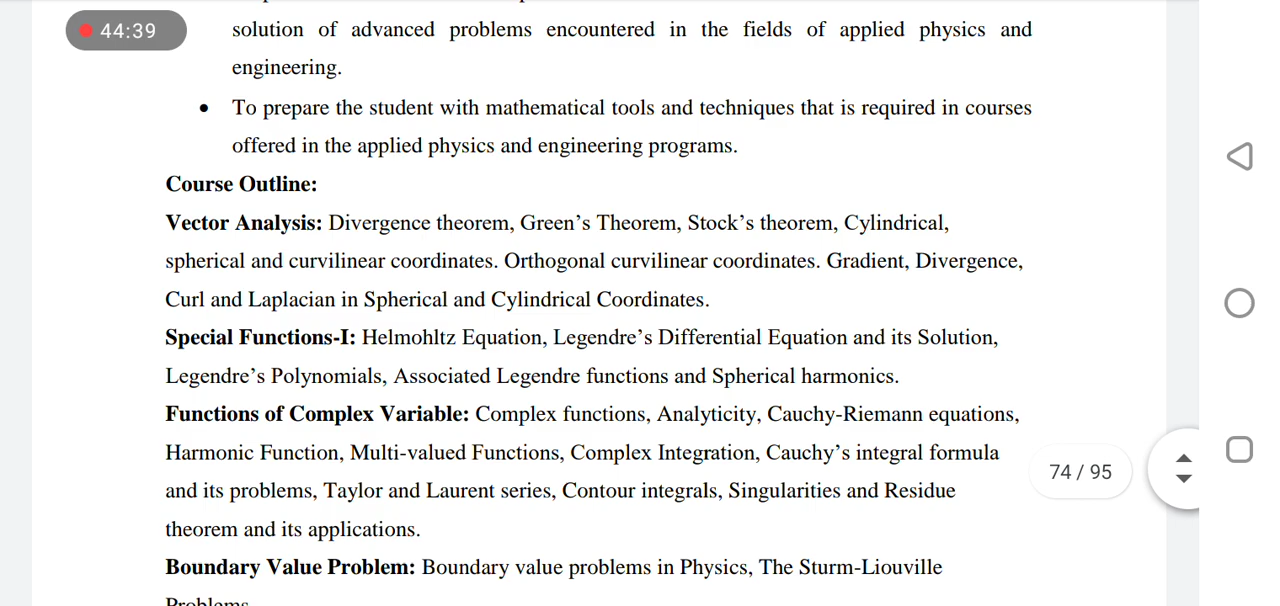 44:39
solution of advanced problems encountered in the fields of applied physics and
engineering.
• To prepare the student with mathematical tools and techniques that is required in courses
offered in the applied physics and engineering programs.
Course Outline:
Vector Analysis: Divergence theorem, Green’s Theorem, Stock’s theorem, Cylindrical,
spherical and curvilinear coordinates. Orthogonal curvilinear coordinates. Gradient, Divergence,
Curl and Laplacian in Spherical and Cylindrical Coordinates.
Special Functions-I: Helmohltz Equation, Legendre’s Differential Equation and its Solution,
Legendre’s Polynomials, Associated Legendre functions and Spherical harmonics.
Functions of Complex Variable: Complex functions, Analyticity, Cauchy-Riemann equations,
Harmonic Function, Multi-valued Functions, Complex Integration, Cauchy’s integral formula
74 / 95
and its problems, Taylor and Laurent series, Contour integrals, Singularities and Residue
theorem and its applications.
Boundary Value Problem: Boundary value problems in Physics, The Sturm-Liouville
Problems